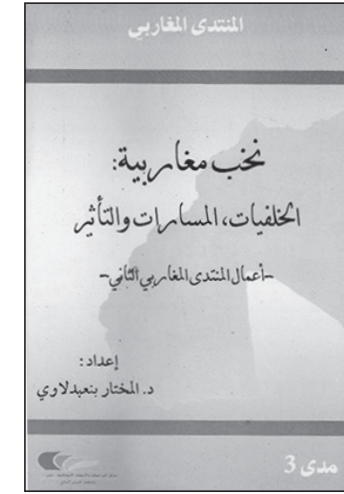 المنتدى المغاربي
نخب مغاربية:
الخلفيات، المسارات والتأثير
-أعمال المنتدى المغاربي الثاني-
إعداد:
د. المختار بنعبدلاوي
مدى 3